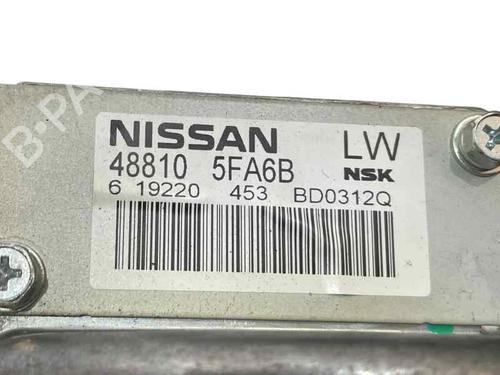 B-PA
NISSAN LW
48810 5FA6B NSK
6 19220 453 BD0312Q